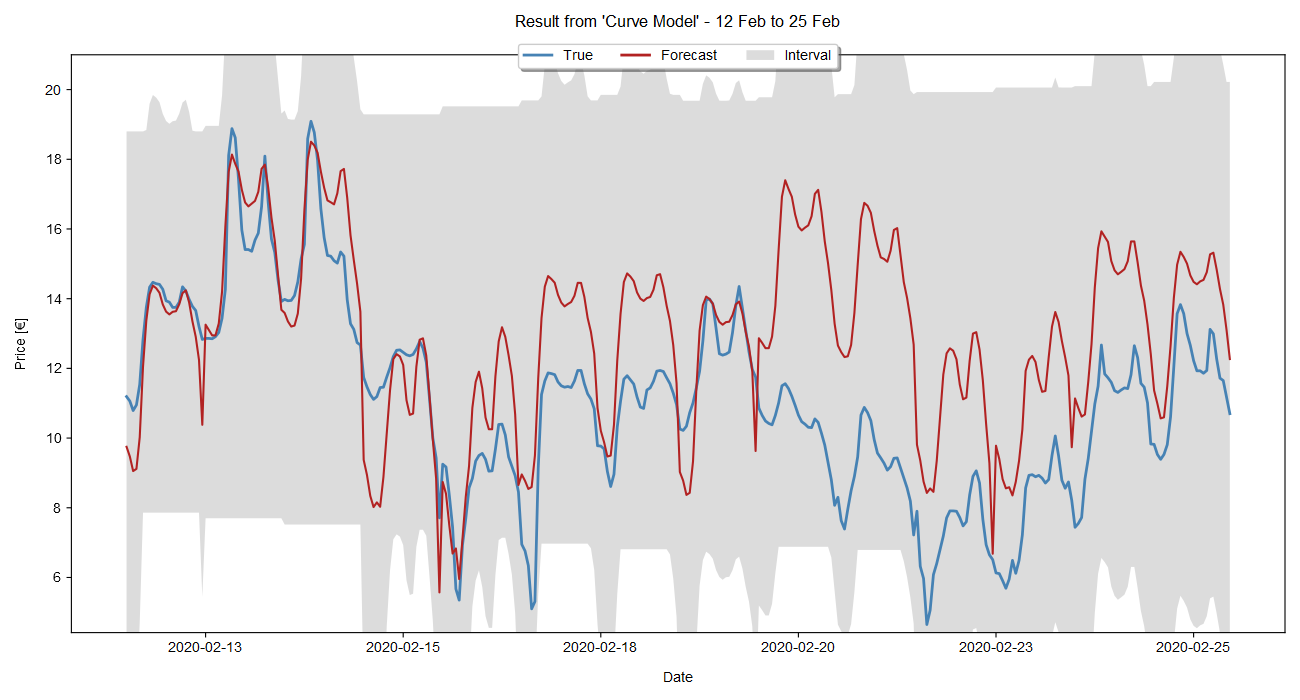 Result from 'Curve Model' - 12 Feb to 25 Feb
True Forecast Interval
20
18
16
14
12
10
8
6
Price [€]
2020-02-13 2020-02-15 2020-02-18 2020-02-20 2020-02-23 2020-02-25
Date